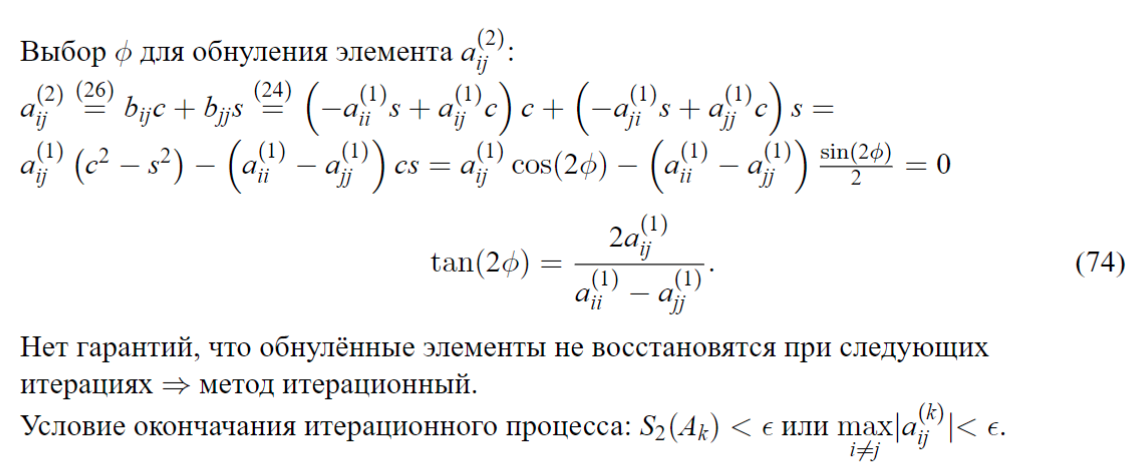 Выбор $\phi$ для обнуления элемента $a_{ij}^{(2)}$:
$a_{ij}^{(2)} \stackrel{(26)}{=} b_{ij}c + b_{jj}s \stackrel{(24)}{=} \left(-a_{ii}^{(1)}s + a_{ij}^{(1)}c\right)c + \left(-a_{ji}^{(1)}s + a_{jj}^{(1)}c\right)s =$
$a_{ij}^{(1)}\left(c^2 - s^2\right) - \left(a_{ii}^{(1)} - a_{jj}^{(1)}\right)cs = a_{ij}^{(1)}\cos(2\phi) - \left(a_{ii}^{(1)} - a_{jj}^{(1)}\right)\frac{\sin(2\phi)}{2} = 0$
$\tan(2\phi) = \frac{2a_{ij}^{(1)}}{a_{ii}^{(1)} - a_{jj}^{(1)}}.$ (74)
Нет гарантий, что обнулённые элементы не восстановятся при следующих
итерациях $\Rightarrow$ метод итерационный.
Условие окончания итерационного процесса: $S_2(A_k) < \epsilon$ или $\max_{i \neq j}|a_{ij}^{(k)}| < \epsilon$.